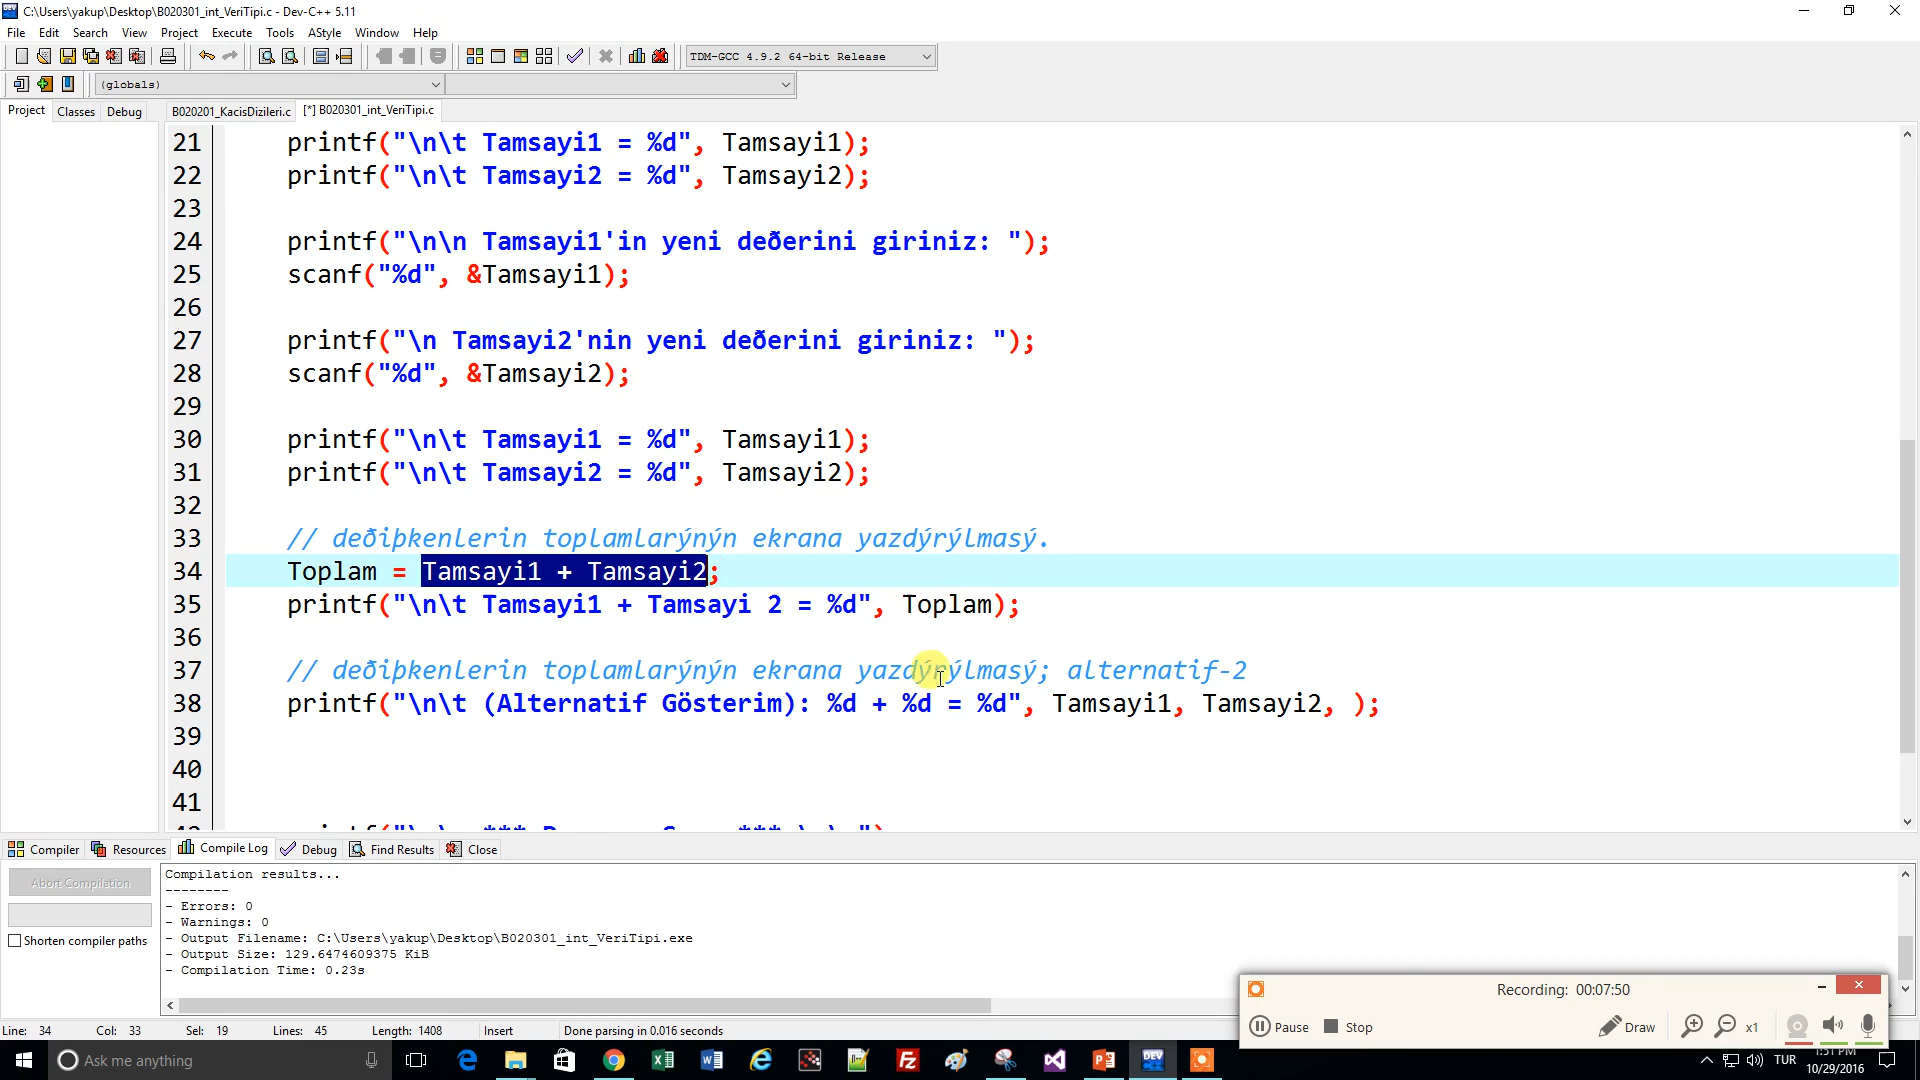 C:\Users\yakup\Desktop\B020301_int_VeriTipi.c - Dev-C++ 5.11
File Edit Search View Project Execute Tools AStyle Window Help
TDM-GCC 4.9.2 64-bit Release
(globals)
Project Classes Debug B020201_KacisDizileri.c [*] B020301_int_VeriTipi.c
21 printf("\n\t Tamsayi1 = %d", Tamsayi1);
22 printf("\n\t Tamsayi2 = %d", Tamsayi2);
23
24 printf("\n\n Tamsayi1'in yeni deðerini giriniz: ");
25 scanf("%d", &Tamsayi1);
26
27 printf("\n Tamsayi2'nin yeni deðerini giriniz: ");
28 scanf("%d", &Tamsayi2);
29
30 printf("\n\t Tamsayi1 = %d", Tamsayi1);
31 printf("\n\t Tamsayi2 = %d", Tamsayi2);
32
33 // deðiþkenlerin toplamlarýnýn ekrana yazdýrýlmasý.
34 Toplam = Tamsayi1 + Tamsayi2;
35 printf("\n\t Tamsayi1 + Tamsayi 2 = %d", Toplam);
36
37 // deðiþkenlerin toplamlarýnýn ekrana yazdýrýlmasý; alternatif-2
38 printf("\n\t (Alternatif Gösterim): %d + %d = %d", Tamsayi1, Tamsayi2, );
39
40
41
Compiler Resources Compile Log Debug Find Results Close
Abort Compilation
Shorten compiler paths
Compilation results...
--------
- Errors: 0
- Warnings: 0
- Output Filename: C:\Users\yakup\Desktop\B020301_int_VeriTipi.exe
- Output Size: 129.6474609375 KiB
- Compilation Time: 0.23s
Recording: 00:07:50
Pause Stop Draw x1
Line: 34 Col: 33 Sel: 19 Lines: 45 Length: 1408 Insert Done parsing in 0.016 seconds
Ask me anything
TUR
1:51 PM
10/29/2016